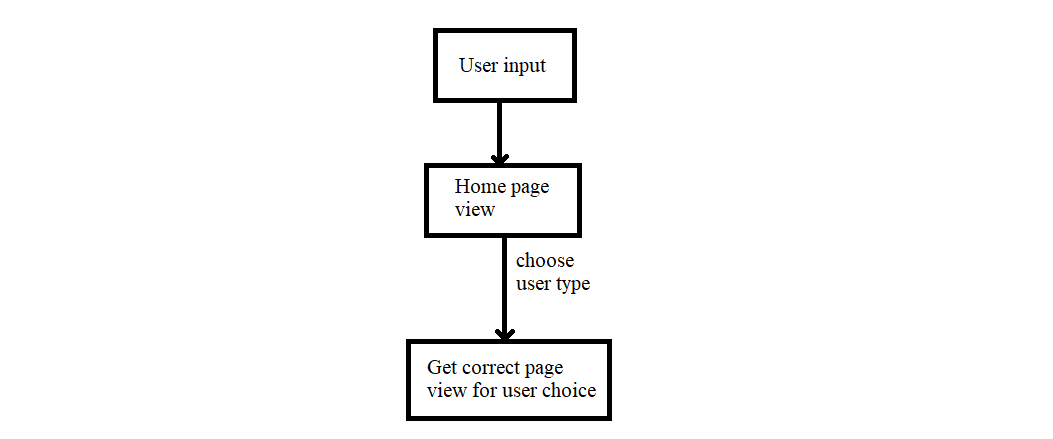 User input
Home page
view
choose
user type
Get correct page
view for user choice